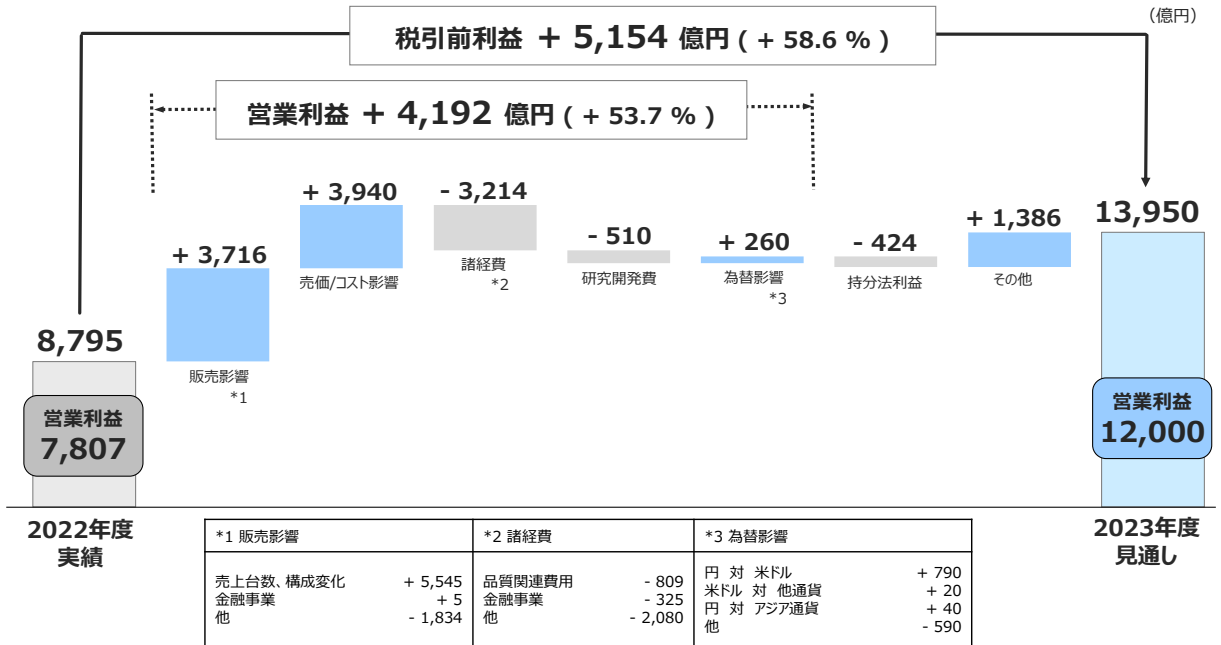 (億円)
税引前利益 + 5,154 億円 ( + 58.6 % )
営業利益 + 4,192 億円 ( + 53.7 % )
+ 3,716
販売影響
*1
+ 3,940
売価/コスト影響
- 3,214
諸経費
*2
- 510
研究開発費
+ 260
為替影響
*3
- 424
持分法利益
+ 1,386
その他
8,795
営業利益
7,807
2022年度
実績
13,950
営業利益
12,000
2023年度
見通し
*1 販売影響
売上台数、構成変化 + 5,545
金融事業 + 5
他 - 1,834
*2 諸経費
品質関連費用 - 809
金融事業 - 325
他 - 2,080
*3 為替影響
円 対 米ドル + 790
米ドル 対 他通貨 + 20
円 対 アジア通貨 + 40
他 - 590